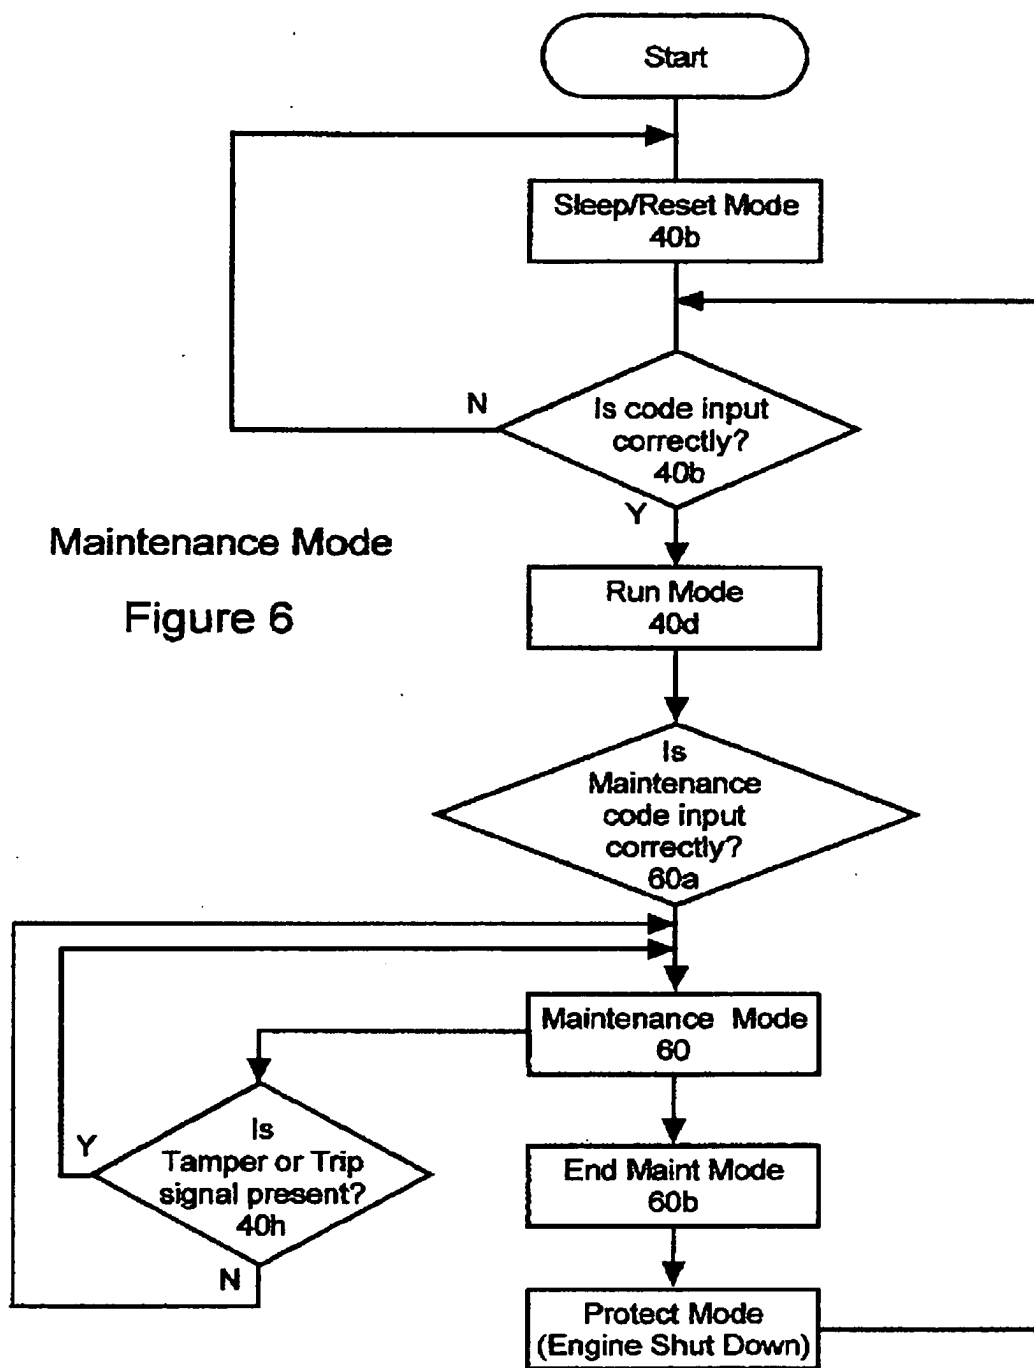 Start
Sleep/Reset Mode
40b
N
Is code input
correctly?
40b
Y
Maintenance Mode
Figure 6
Run Mode
40d
Is
Maintenance
code input
correctly?
60a
Maintenance Mode
60
Y
Is
Tamper or Trip
signal present?
40h
N
End Maint Mode
60b
Protect Mode
(Engine Shut Down)